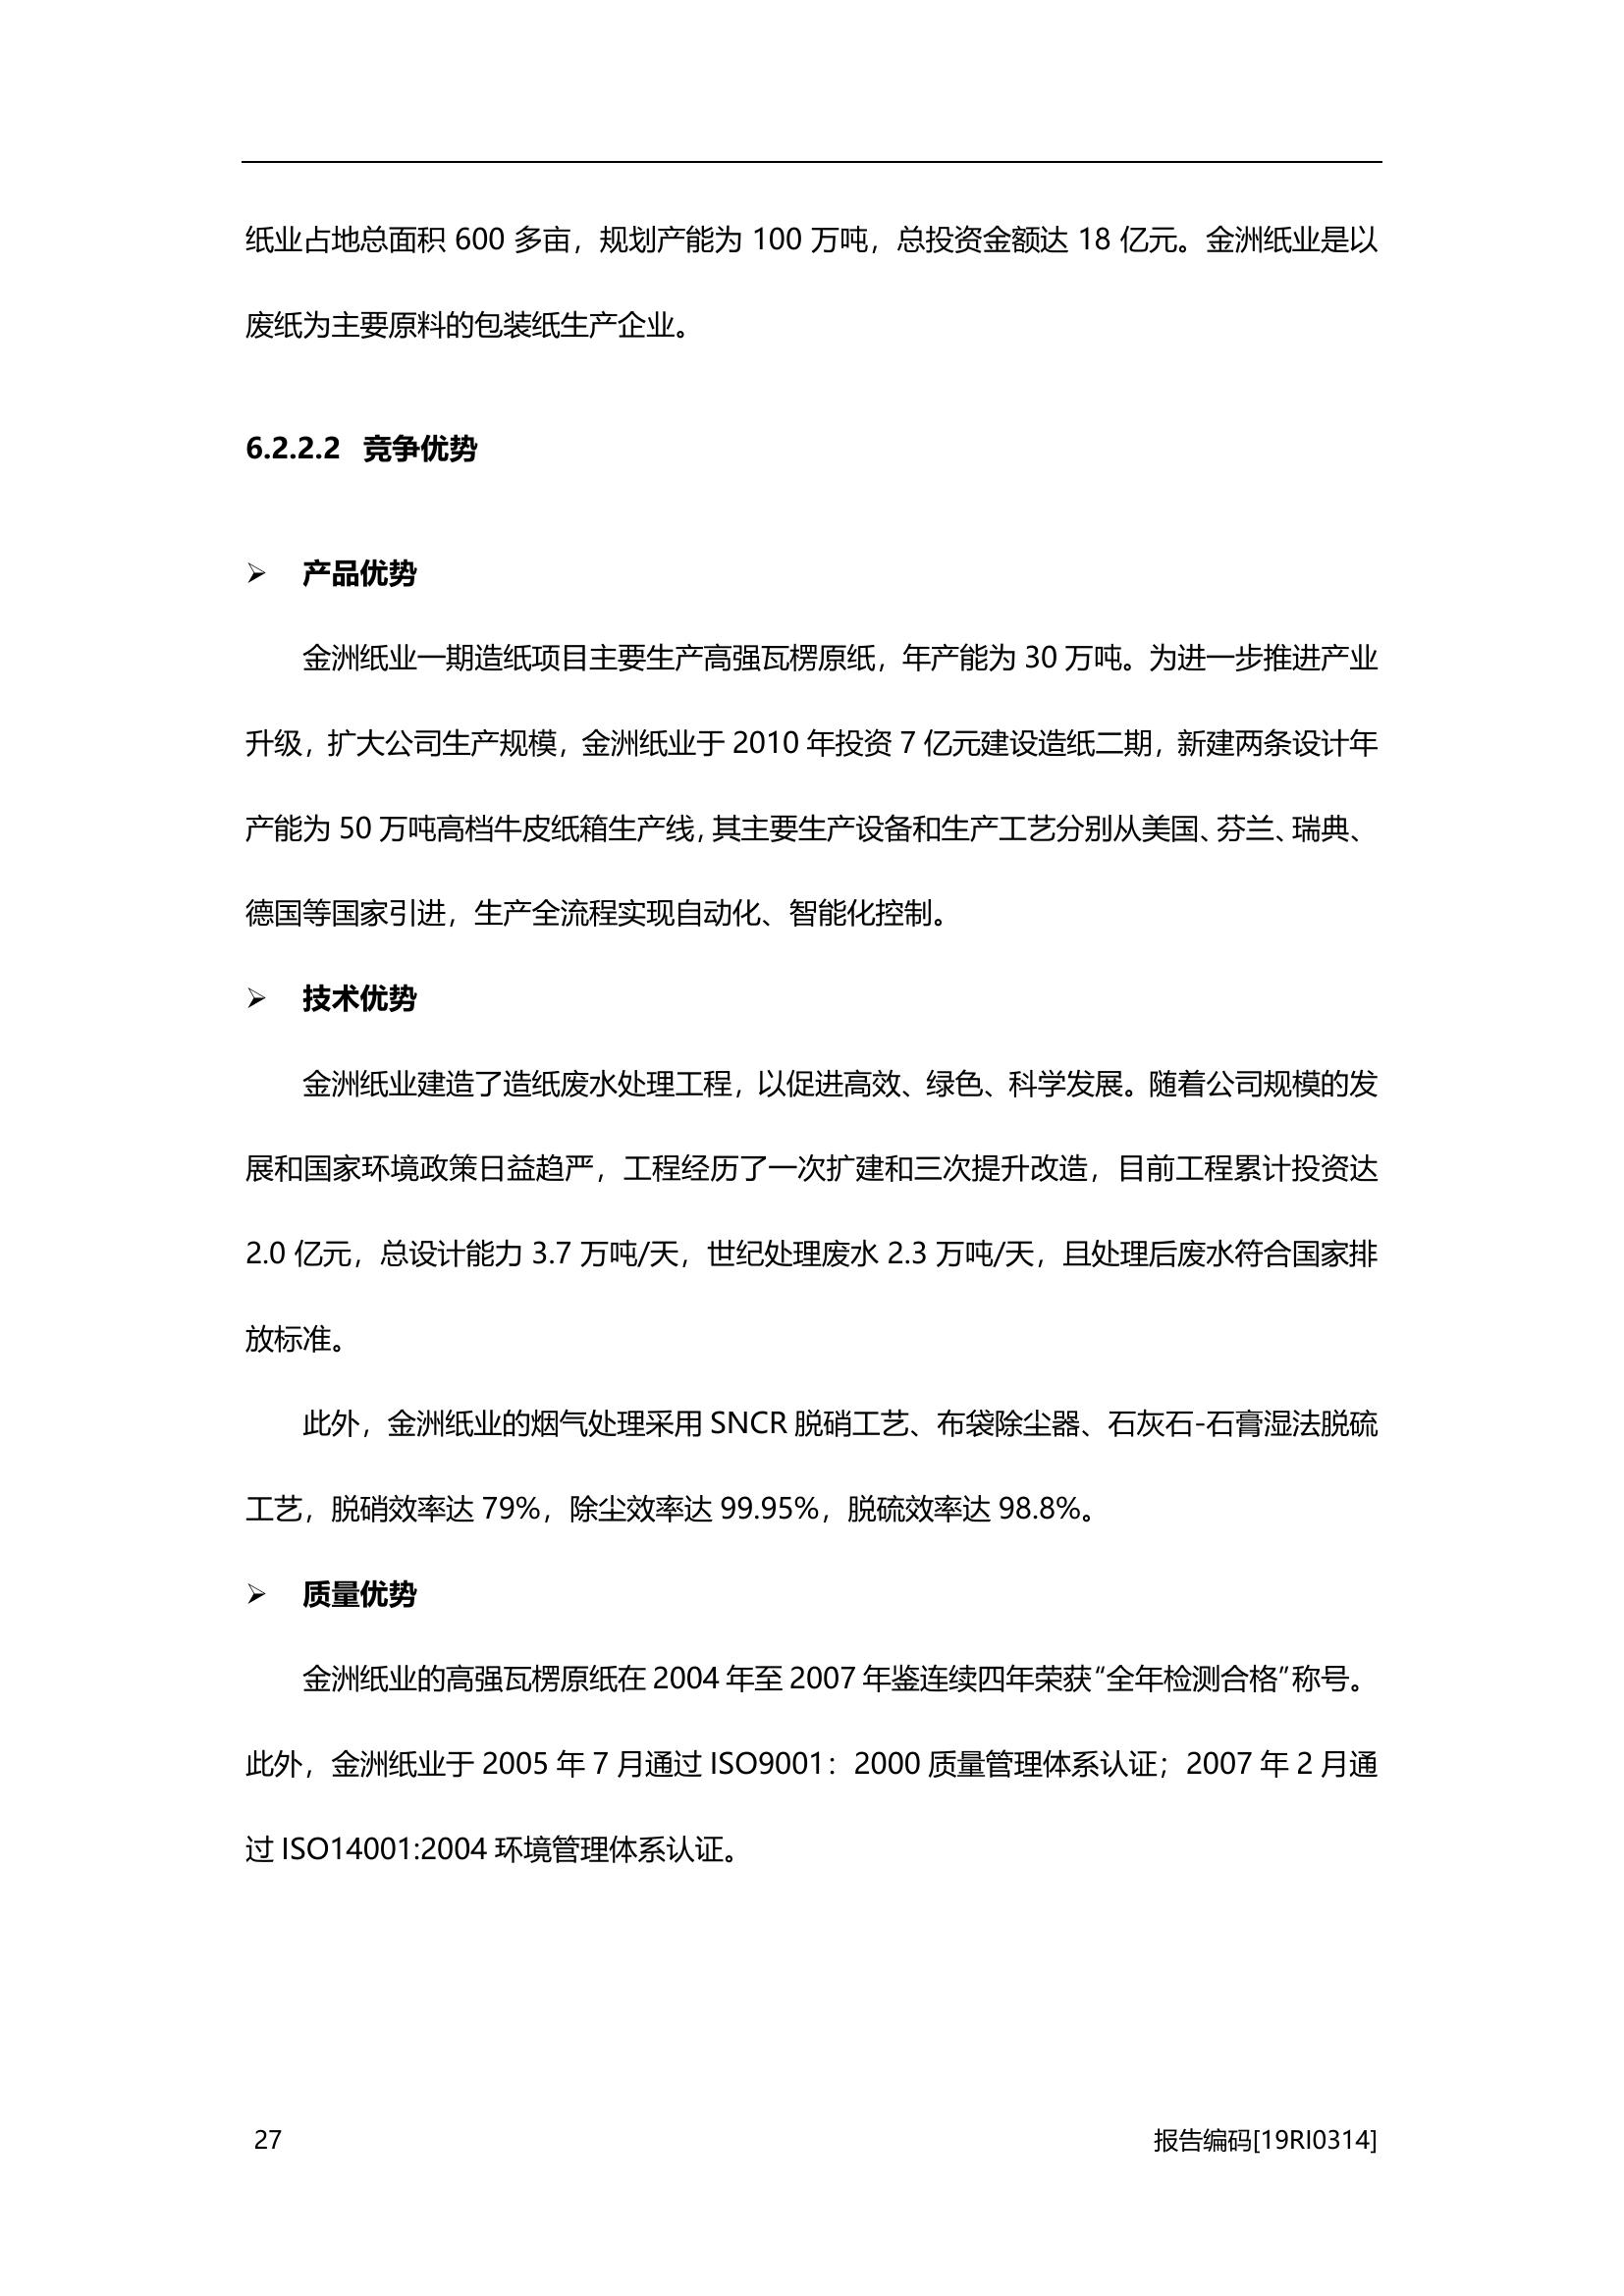 纸业占地总面积 600 多亩，规划产能为 100 万吨，总投资金额达 18 亿元。金洲纸业是以
废纸为主要原料的包装纸生产企业。
6.2.2.2 竞争优势
➢ 产品优势
金洲纸业一期造纸项目主要生产高强瓦楞原纸，年产能为 30 万吨。为进一步推进产业
升级，扩大公司生产规模，金洲纸业于 2010 年投资 7 亿元建设造纸二期，新建两条设计年
产能为 50 万吨高档牛皮纸箱生产线，其主要生产设备和生产工艺分别从美国、芬兰、瑞典、
德国等国家引进，生产全流程实现自动化、智能化控制。
➢ 技术优势
金洲纸业建造了造纸废水处理工程，以促进高效、绿色、科学发展。随着公司规模的发
展和国家环境政策日益趋严，工程经历了一次扩建和三次提升改造，目前工程累计投资达
2.0 亿元，总设计能力 3.7 万吨/天，世纪处理废水 2.3 万吨/天，且处理后废水符合国家排
放标准。
此外，金洲纸业的烟气处理采用 SNCR 脱硝工艺、布袋除尘器、石灰石-石膏湿法脱硫
工艺，脱硝效率达 79%，除尘效率达 99.95%，脱硫效率达 98.8%。
➢ 质量优势
金洲纸业的高强瓦楞原纸在 2004 年至 2007 年鉴连续四年荣获“全年检测合格”称号。
此外，金洲纸业于 2005 年 7 月通过 ISO9001：2000 质量管理体系认证；2007 年 2 月通
过 ISO14001:2004 环境管理体系认证。
27 报告编码[19RI0314]